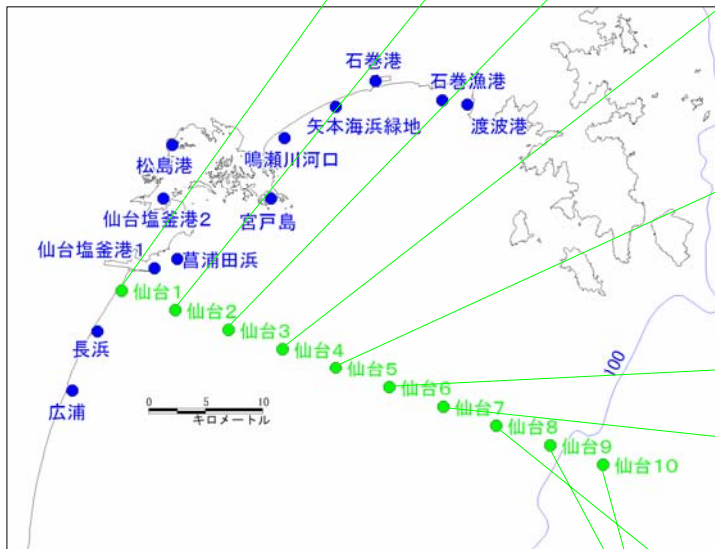 石巻港
石巻漁港
矢本海浜緑地
渡波港
鳴瀬川河口
松島港
仙台塩釜港2
宮戸島
仙台塩釜港1
菖浦田浜
仙台1
仙台2
仙台3
長浜
仙台4
仙台5
100
仙台6
広浦
0 5 10
キロメートル
仙台7
仙台8
仙台9
仙台10